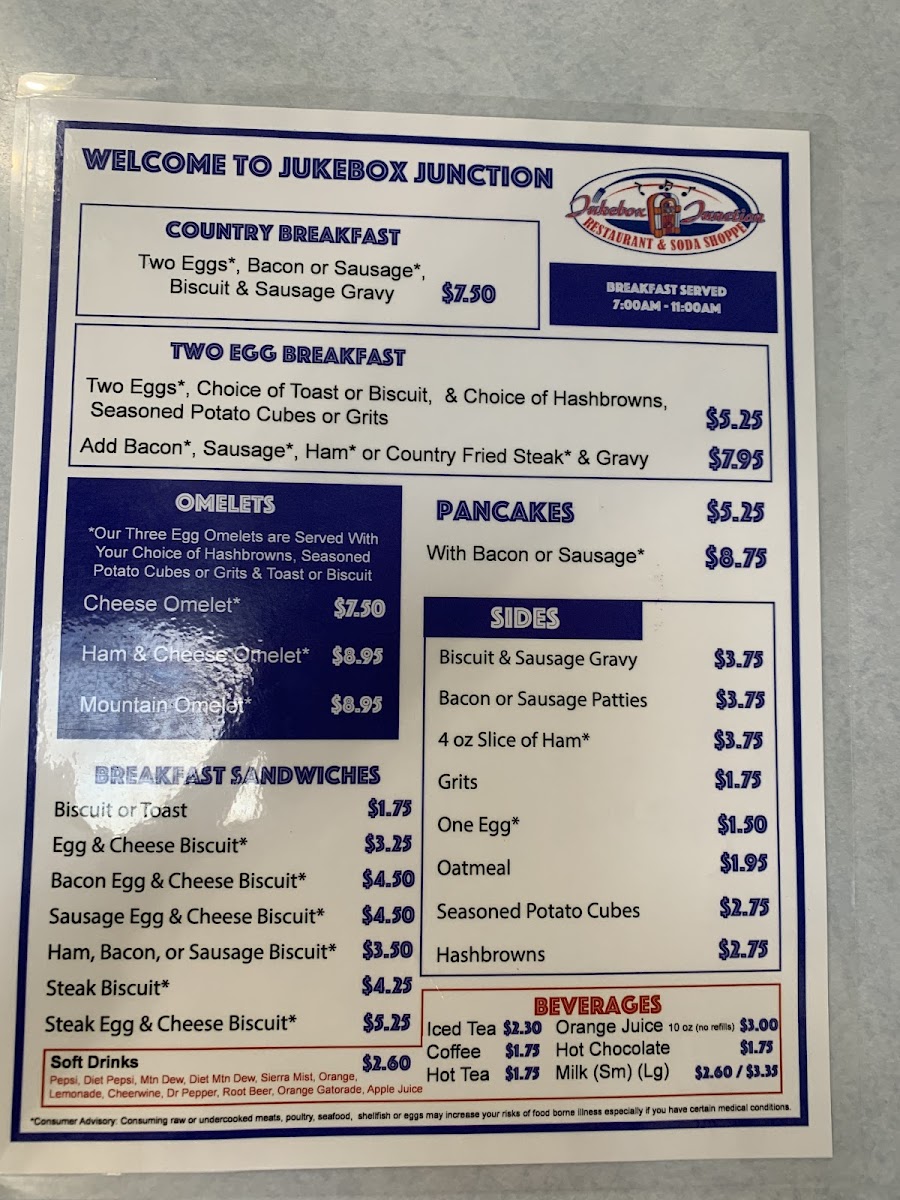 WELCOME TO JUKEBOX JUNCTION
Jukebox Junction
RESTAURANT & SODA SHOPPE
BREAKFAST SERVED
7:00AM - 11:00AM
COUNTRY BREAKFAST
Two Eggs*, Bacon or Sausage*,
Biscuit & Sausage Gravy $7.50
TWO EGG BREAKFAST
Two Eggs*, Choice of Toast or Biscuit, & Choice of Hashbrowns,
Seasoned Potato Cubes or Grits $5.25
Add Bacon*, Sausage*, Ham* or Country Fried Steak* & Gravy $7.95
OMELETS
*Our Three Egg Omelets are Served With
Your Choice of Hashbrowns, Seasoned
Potato Cubes or Grits & Toast or Biscuit
Cheese Omelet* $7.50
Ham & Cheese Omelet* $8.95
Mountain Omelet* $8.95
PANCAKES $5.25
With Bacon or Sausage* $8.75
SIDES
Biscuit & Sausage Gravy $3.75
Bacon or Sausage Patties $3.75
4 oz Slice of Ham* $3.75
Grits $1.75
One Egg* $1.50
Oatmeal $1.95
Seasoned Potato Cubes $2.75
Hashbrowns $2.75
BREAKFAST SANDWICHES
Biscuit or Toast $1.75
Egg & Cheese Biscuit* $3.25
Bacon Egg & Cheese Biscuit* $4.50
Sausage Egg & Cheese Biscuit* $4.50
Ham, Bacon, or Sausage Biscuit* $3.50
Steak Biscuit* $4.25
Steak Egg & Cheese Biscuit* $5.25
BEVERAGES
Iced Tea $2.30 Orange Juice 10 oz (no refills) $3.00
Coffee $1.75 Hot Chocolate $1.75
Hot Tea $1.75 Milk (Sm) (Lg) $2.60 / $3.35
Soft Drinks $2.60
Pepsi, Diet Pepsi, Mtn Dew, Diet Mtn Dew, Sierra Mist, Orange,
Lemonade, Cheerwine, Dr Pepper, Root Beer, Orange Gatorade, Apple Juice
*Consumer Advisory: Consuming raw or undercooked meats, poultry, seafood, shellfish or eggs may increase your risks of food borne illness especially if you have certain medical conditions.